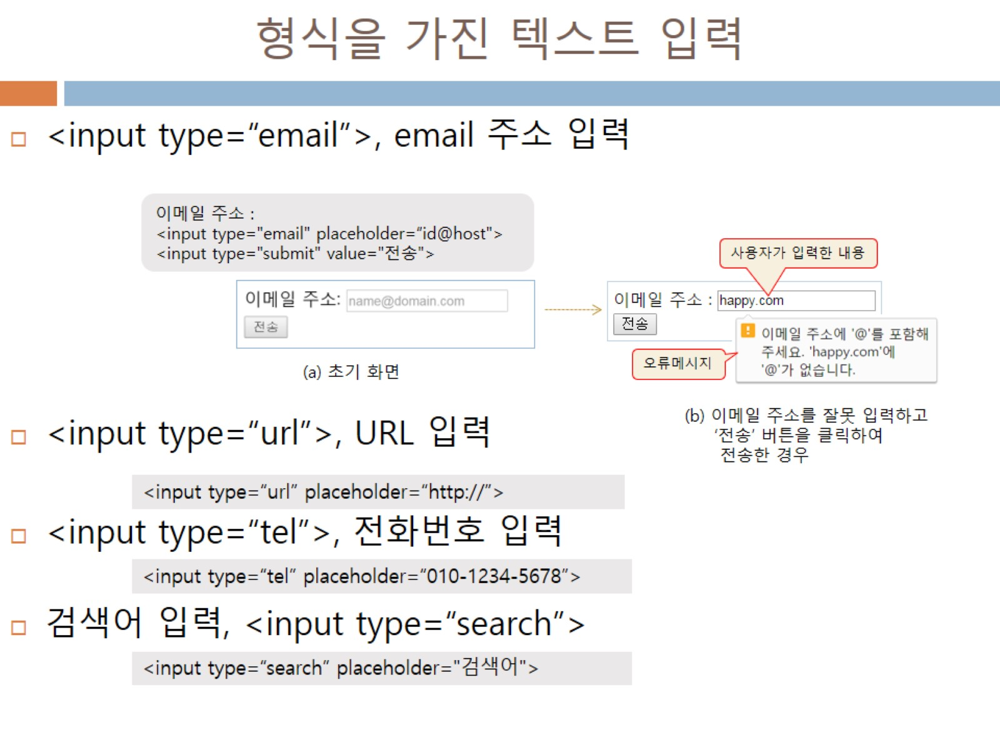 형식을 가진 텍스트 입력
<input type=“email”>, email 주소 입력
이메일 주소 :
<input type="email" placeholder=“id@host">
<input type="submit" value="전송">
이메일 주소: name@domain.com
전송
(a) 초기 화면
사용자가 입력한 내용
이메일 주소 : happy.com
전송
이메일 주소에 '@'를 포함해
주세요. 'happy.com'에
'@'가 없습니다.
오류메시지
(b) 이메일 주소를 잘못 입력하고
‘전송’ 버튼을 클릭하여
전송한 경우
<input type=“url”>, URL 입력
<input type=“url” placeholder=“http://”>
<input type=“tel”>, 전화번호 입력
<input type=“tel” placeholder=“010-1234-5678”>
검색어 입력, <input type=“search”>
<input type=“search” placeholder="검색어">